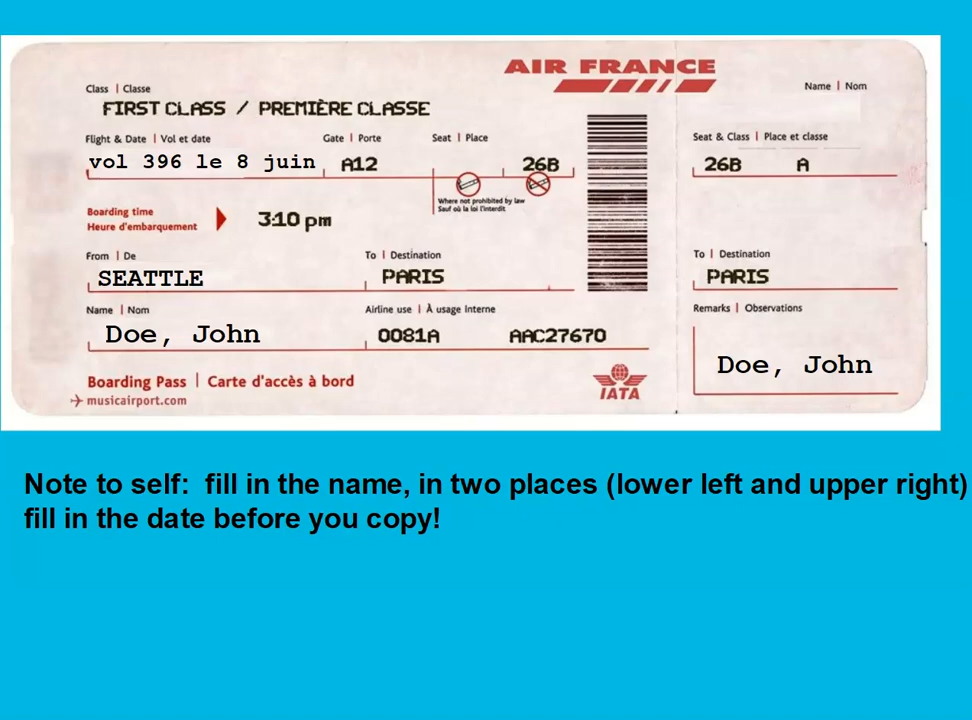 AIR FRANCE
Class | Classe
FIRST CLASS / PREMIÈRE CLASSE
Flight & Date | Vol et date
Gate | Porte
Seat | Place
vol 396 le 8 juin
A12
26B
Where not prohibited by law
Sauf où la loi l'interdit
Boarding time
Heure d'embarquement
310 pm
From | De
To | Destination
SEATTLE
PARIS
Name | Nom
Airline use | À usage interne
Doe, John
0081A
AAC27670
Boarding Pass | Carte d'accès à bord
musicairport.com
IATA
Name | Nom
Seat & Class | Place et classe
26B A
To | Destination
PARIS
Remarks | Observations
Doe, John
Note to self: fill in the name, in two places (lower left and upper right)
fill in the date before you copy!